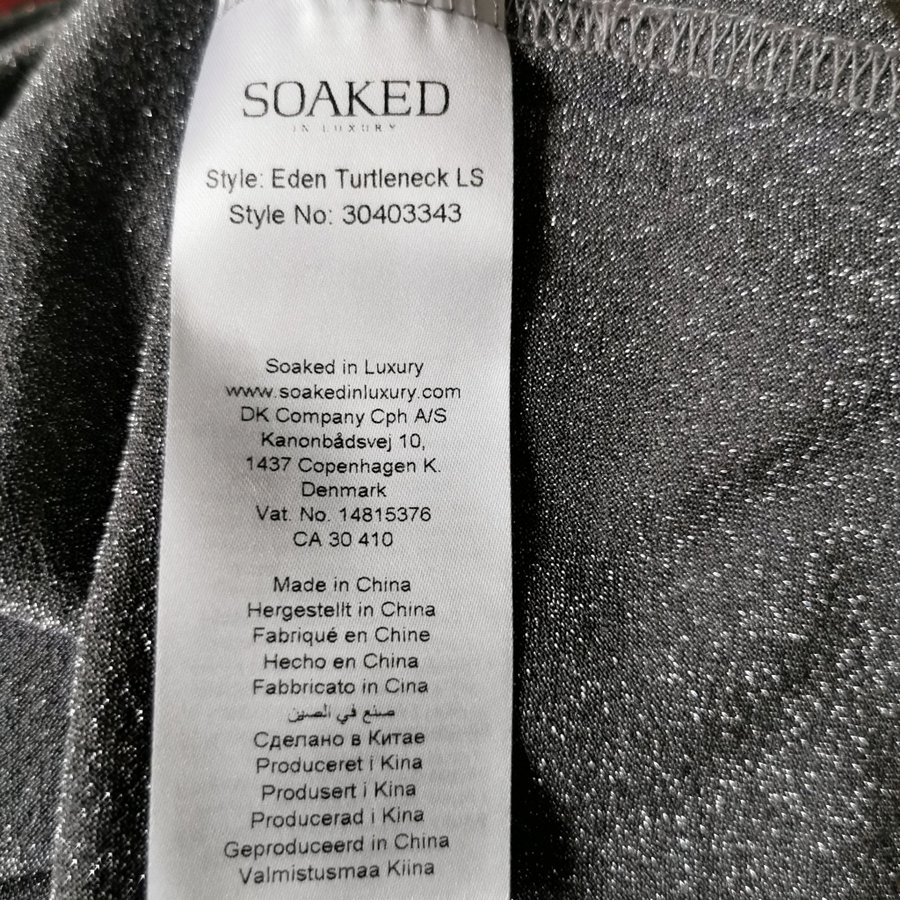 SOAKED
IN LUXURY
Style: Eden Turtleneck LS
Style No: 30403343
Soaked in Luxury
www.soakedinluxury.com
DK Company Cph A/S
Kanonbådsvej 10,
1437 Copenhagen K.
Denmark
Vat. No. 14815376
CA 30 410
Made in China
Hergestellt in China
Fabriqué en Chine
Hecho en China
Fabbricato in Cina
صنع في الصين
Сделано в Китае
Produceret i Kina
Produsert i Kina
Producerad i Kina
Geproduceerd in China
Valmistusmaa Kiina